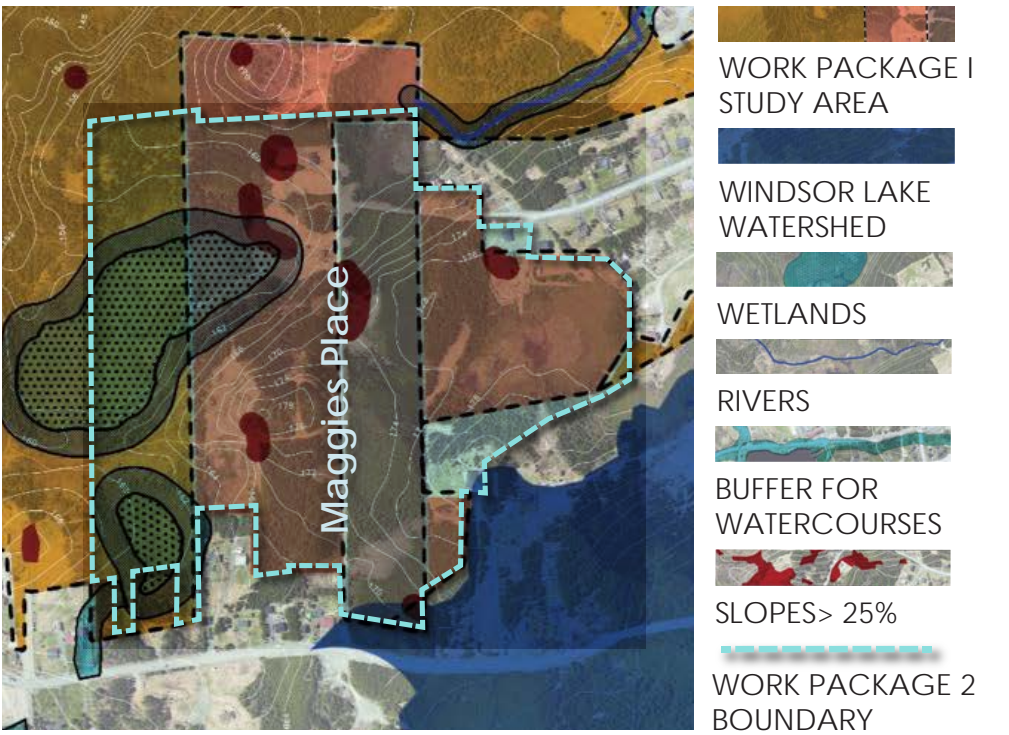 Maggies Place
WORK PACKAGE I
STUDY AREA
WINDSOR LAKE
WATERSHED
WETLANDS
RIVERS
BUFFER FOR
WATERCOURSES
SLOPES> 25%
WORK PACKAGE 2
BOUNDARY